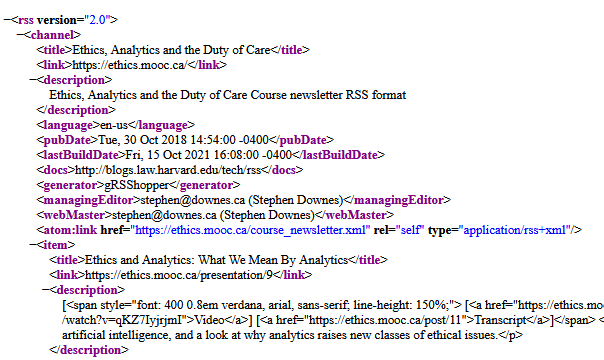 −<rss version="2.0">
−<channel>
<title>Ethics, Analytics and the Duty of Care</title>
<link>https://ethics.mooc.ca/</link>
−<description>
Ethics, Analytics and the Duty of Care Course newsletter RSS format
</description>
<language>en-us</language>
<pubDate>Tue, 30 Oct 2018 14:54:00 -0400</pubDate>
<lastBuildDate>Fri, 15 Oct 2021 16:08:00 -0400</lastBuildDate>
<docs>http://blogs.law.harvard.edu/tech/rss</docs>
<generator>gRSShopper</generator>
<managingEditor>stephen@downes.ca (Stephen Downes)</managingEditor>
<webMaster>stephen@downes.ca (Stephen Downes)</webMaster>
<atom:link href="https://ethics.mooc.ca/course_newsletter.xml" rel="self" type="application/rss+xml"/>
−<item>
<title>Ethics and Analytics: What We Mean By Analytics</title>
<link>https://ethics.mooc.ca/presentation/9</link>
−<description>
[<span style="font: 400 0.8em verdana, arial, sans-serif; line-height: 150%;"> [<a href="https://ethics.mo
/watch?v=qKZ7IyjrjmI">Video</a>] [<a href="https://ethics.mooc.ca/post/11">Transcript</a>]</span> <
artificial intelligence, and a look at why analytics raises new classes of ethical issues.</p>
</description>